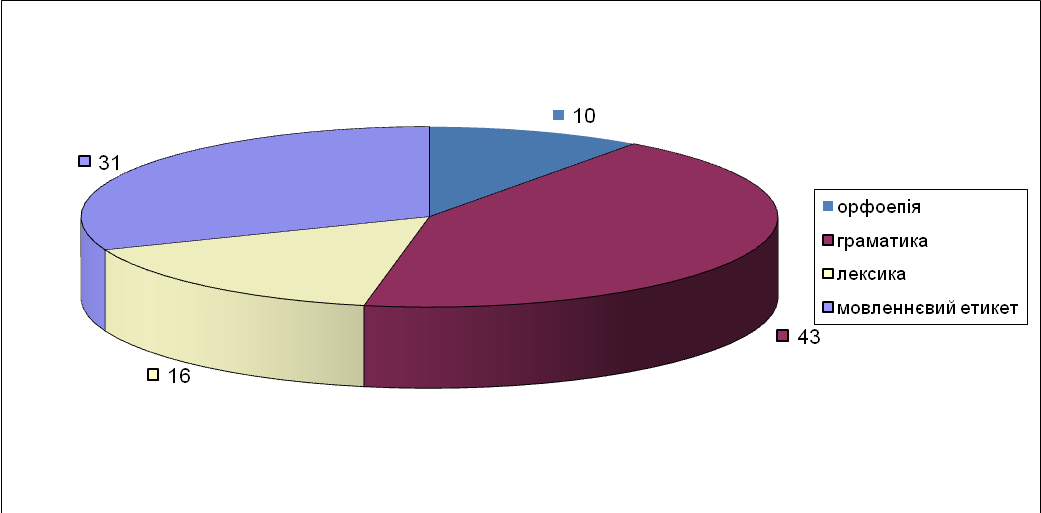 10
31
орфоепія
граматика
лексика
мовленнєвий етикет
43
16